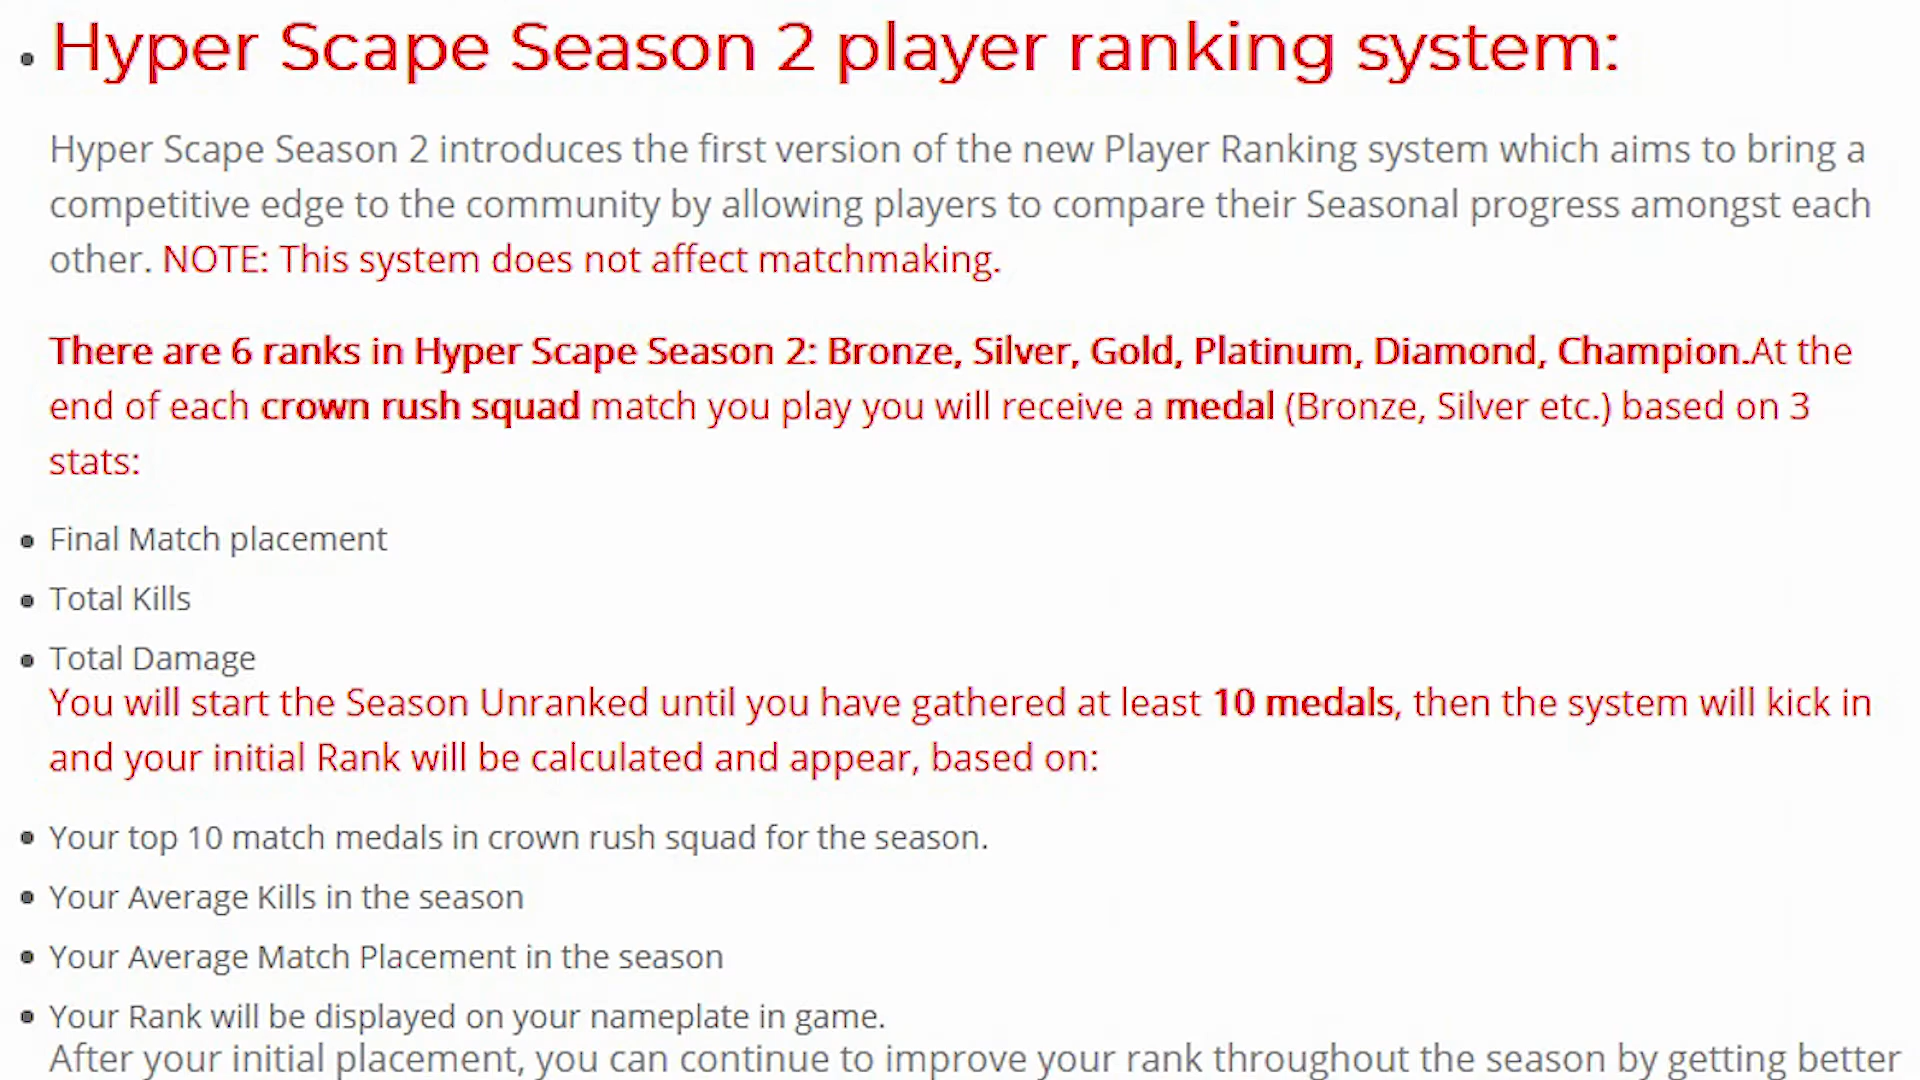 Hyper Scape Season 2 player ranking system:
Hyper Scape Season 2 introduces the first version of the new Player Ranking system which aims to bring a
competitive edge to the community by allowing players to compare their Seasonal progress amongst each
other. NOTE: This system does not affect matchmaking.
There are 6 ranks in Hyper Scape Season 2: Bronze, Silver, Gold, Platinum, Diamond, Champion.At the
end of each crown rush squad match you play you will receive a medal (Bronze, Silver etc.) based on 3
stats:
Final Match placement
Total Kills
Total Damage
You will start the Season Unranked until you have gathered at least 10 medals, then the system will kick in
and your initial Rank will be calculated and appear, based on:
Your top 10 match medals in crown rush squad for the season.
Your Average Kills in the season
Your Average Match Placement in the season
Your Rank will be displayed on your nameplate in game.
After your initial placement, you can continue to improve your rank throughout the season by getting better